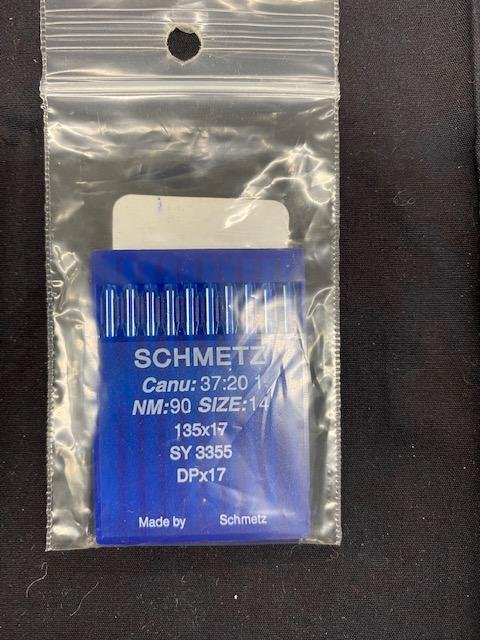 SCHMETZ
Canu: 37:20 1
NM:90 SIZE:14
135x17
SY 3355
DPx17
Made by Schmetz